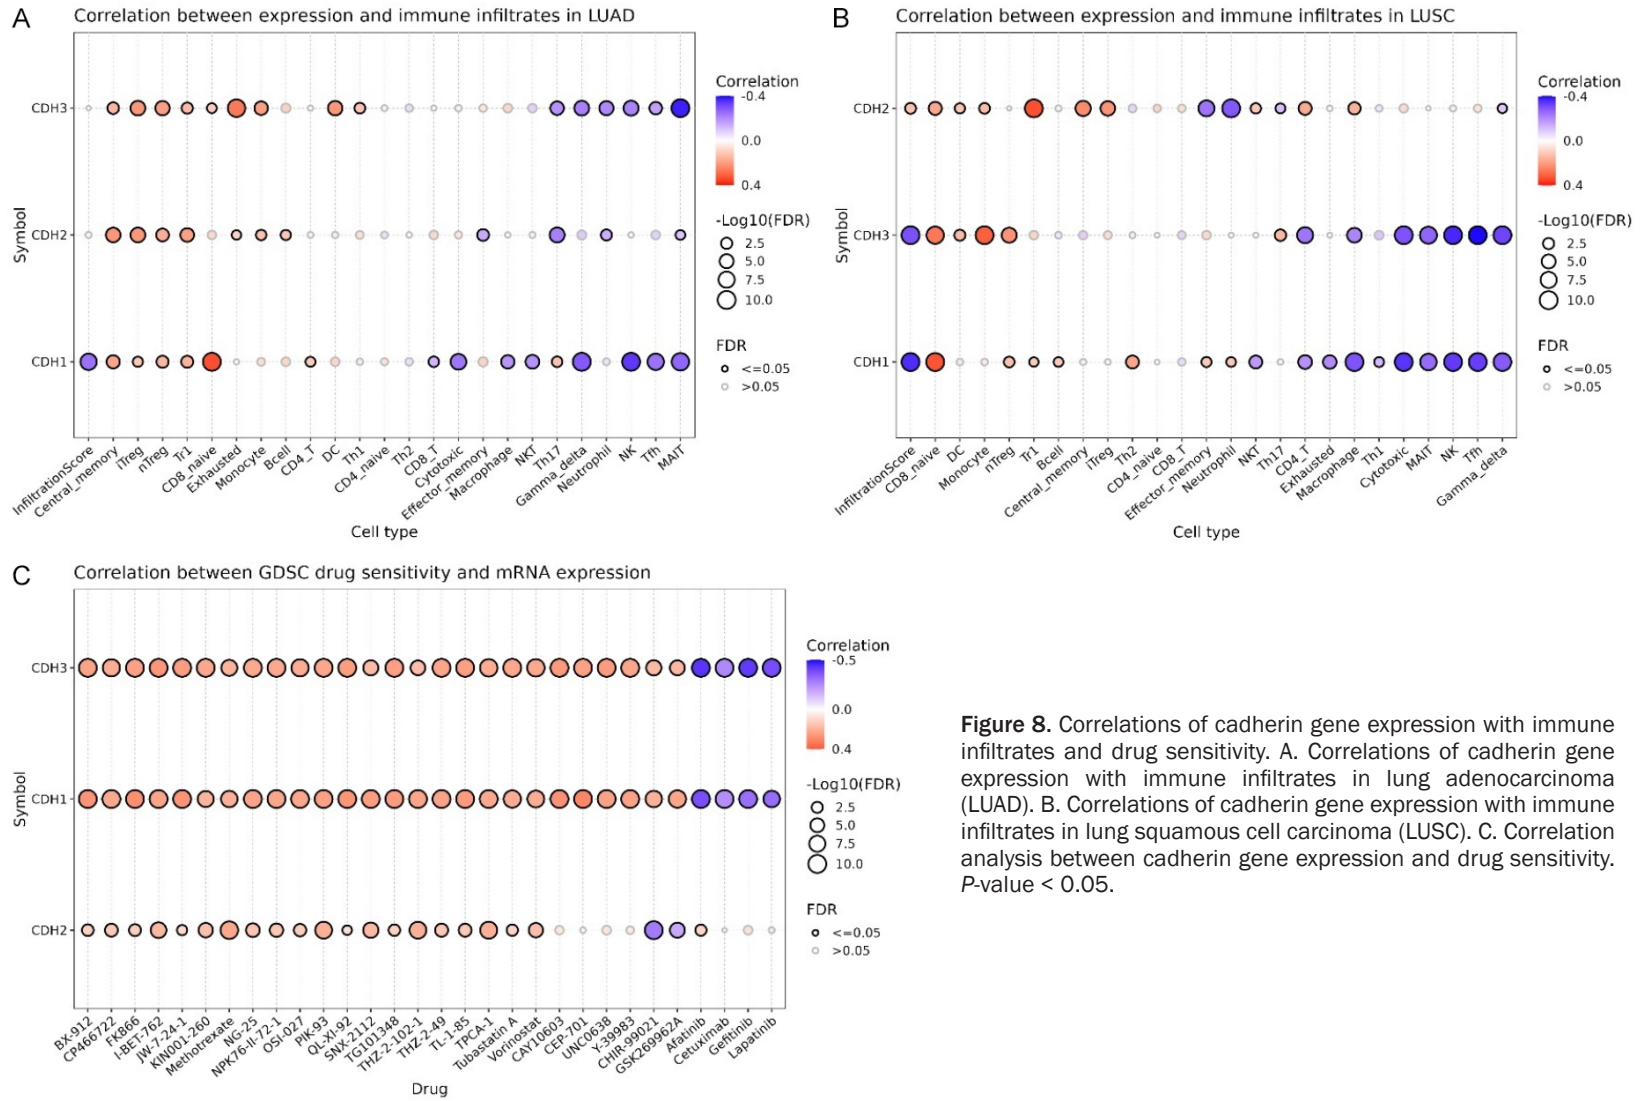 A
Correlation between expression and immune infiltrates in LUAD
Symbol
CDH3
CDH2
CDH1
InfiltrationScore
Central_memory
iTreg
nTreg
Tr1
CD8_naive
Exhausted
Monocyte
Bcell
CD4_T
DC
Th1
CD4_naive
Th2
CD8_T
Cytotoxic
Effector_memory
Macrophage
NKT
Th17
Gamma_delta
Neutrophil
NK
Tfh
MAIT
Cell type
Correlation
-0.4
0.0
0.4
-Log10(FDR)
2.5
5.0
7.5
10.0
FDR
<=0.05
>0.05
B
Correlation between expression and immune infiltrates in LUSC
Symbol
CDH2
CDH3
CDH1
InfiltrationScore
CD8_naive
DC
Monocyte
nTreg
Tr1
Bcell
Central_memory
iTreg
Th2
CD4_naive
CD8_T
Effector_memory
Neutrophil
NKT
Th17
CD4_T
Exhausted
Macrophage
Th1
Cytotoxic
MAIT
NK
Tfh
Gamma_delta
Cell type
Correlation
-0.4
0.0
0.4
-Log10(FDR)
2.5
5.0
7.5
10.0
FDR
<=0.05
>0.05
C
Correlation between GDSC drug sensitivity and mRNA expression
Symbol
CDH3
CDH1
CDH2
BX-912
CP466722
FK866
I-BET-762
JW-7-24-1
KIN001-260
Methotrexate
NG-25
NPK76-II-72-1
OSI-027
PIK-93
QL-XI-92
SNX-2112
TG101348
THZ-2-102-1
THZ-2-49
TL-1-85
TPCA-1
Tubastatin A
Vorinostat
CAY10603
CEP-701
UNC0638
Y-39983
CHIR-99021
GSK269962A
Afatinib
Cetuximab
Gefitinib
Lapatinib
Drug
Correlation
-0.5
0.0
0.4
-Log10(FDR)
2.5
5.0
7.5
10.0
FDR
<=0.05
>0.05
Figure 8. Correlations of cadherin gene expression with immune
infiltrates and drug sensitivity. A. Correlations of cadherin gene
expression with immune infiltrates in lung adenocarcinoma
(LUAD). B. Correlations of cadherin gene expression with immune
infiltrates in lung squamous cell carcinoma (LUSC). C. Correlation
analysis between cadherin gene expression and drug sensitivity.
P-value < 0.05.